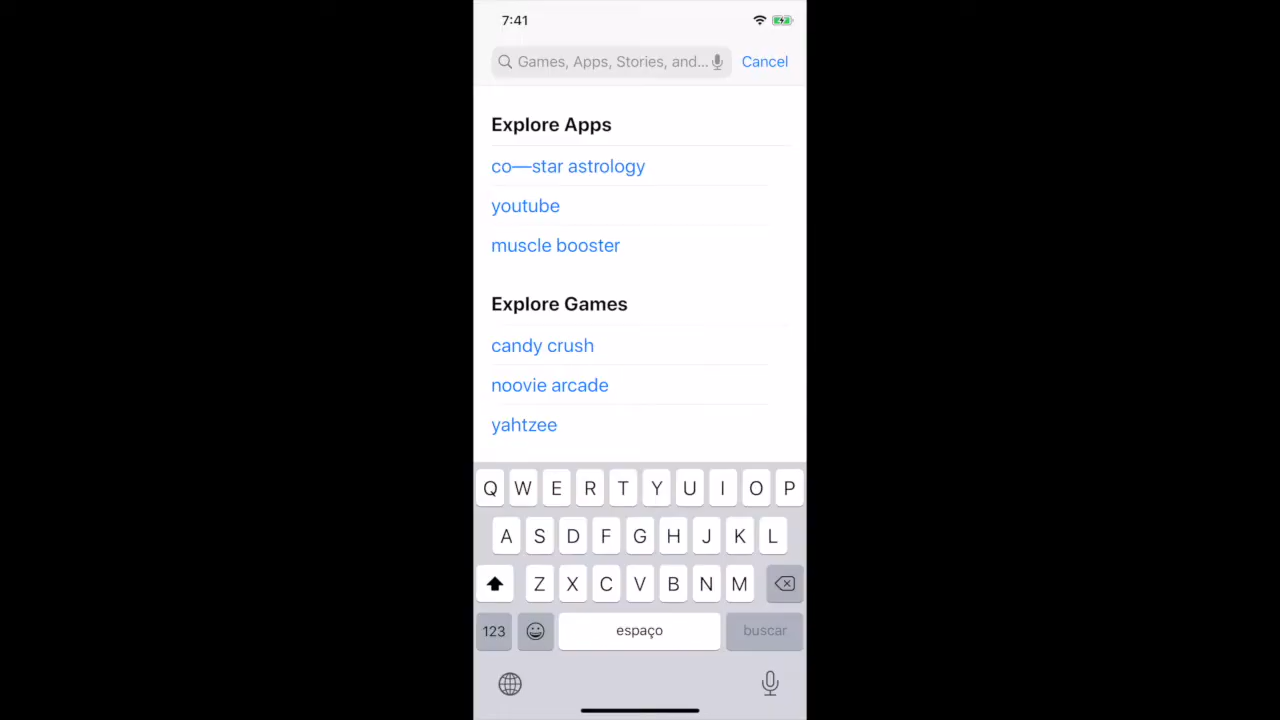 7:41
Games, Apps, Stories, and...
Cancel
Explore Apps
co—star astrology
youtube
muscle booster
Explore Games
candy crush
noovie arcade
yahtzee
Q W E R T Y U I O P
A S D F G H J K L
Z X C V B N M
123 espaço buscar